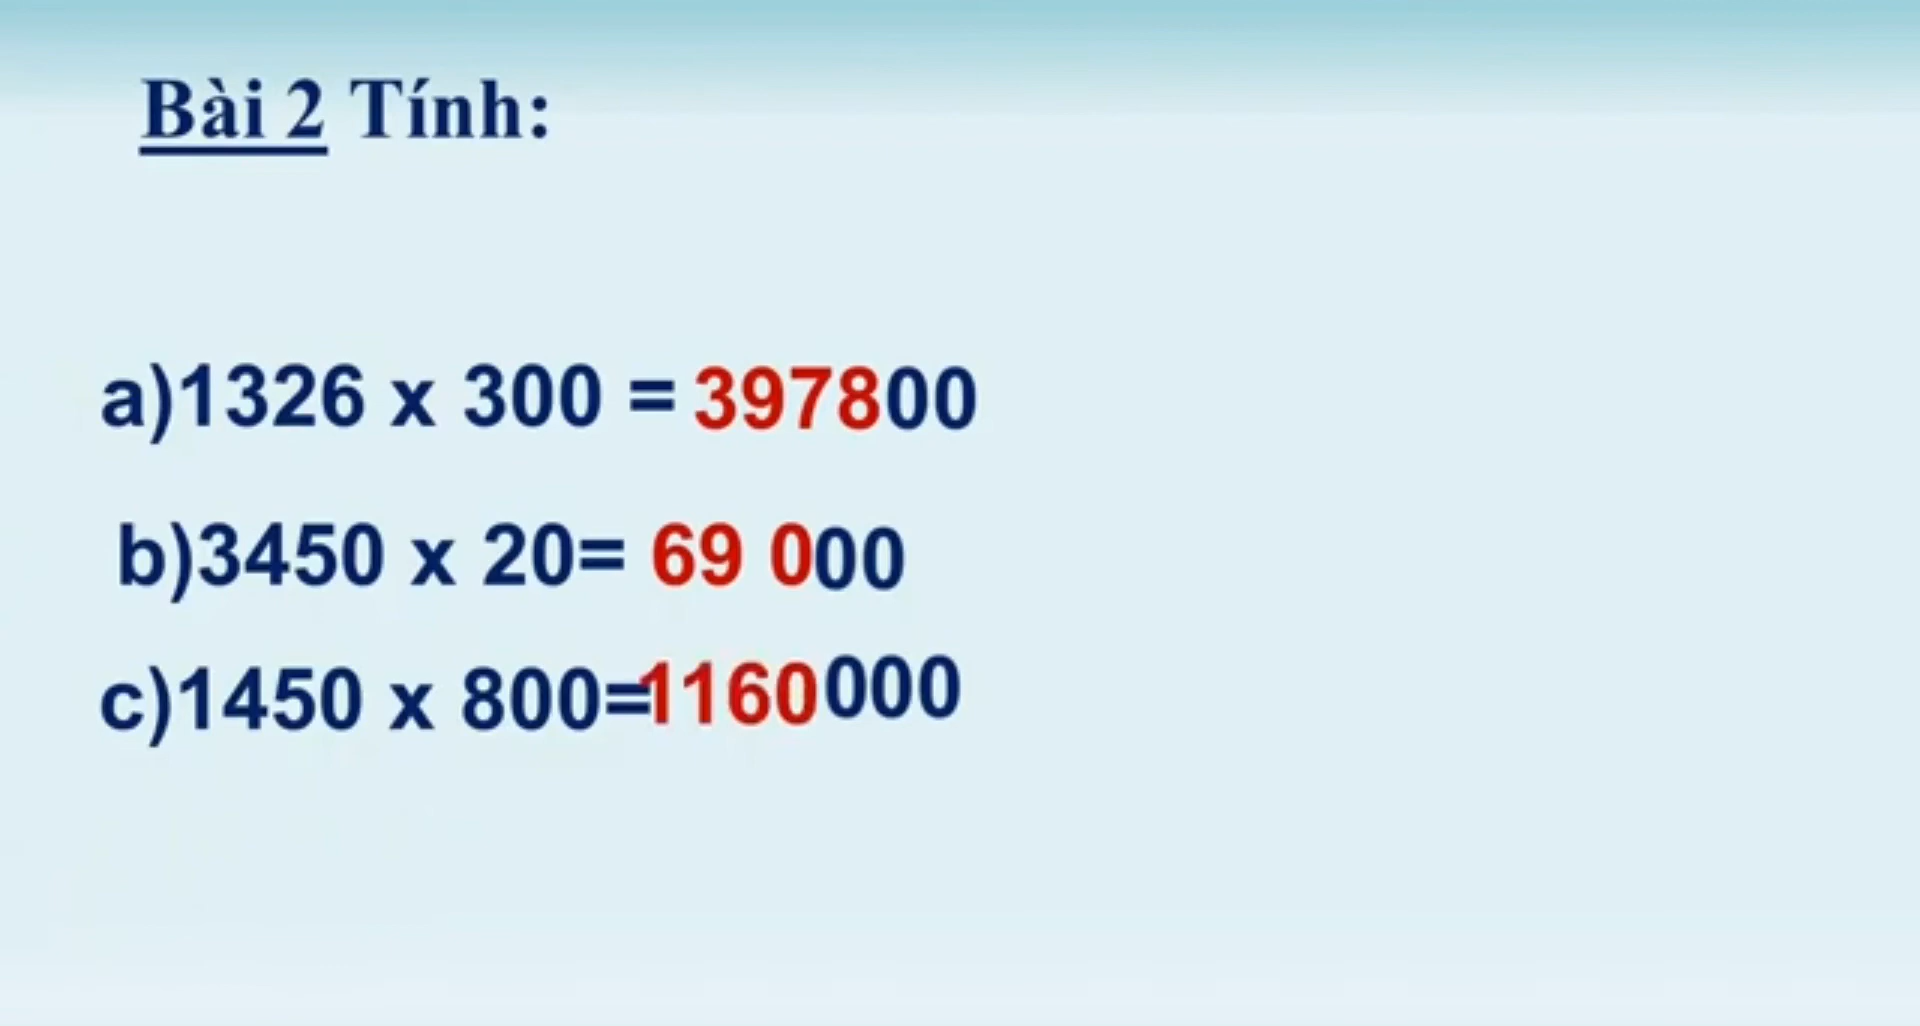 Bài 2 Tính:
a)1326 x 300 = 397800
b)3450 x 20= 69 000
c)1450 x 800=1160000